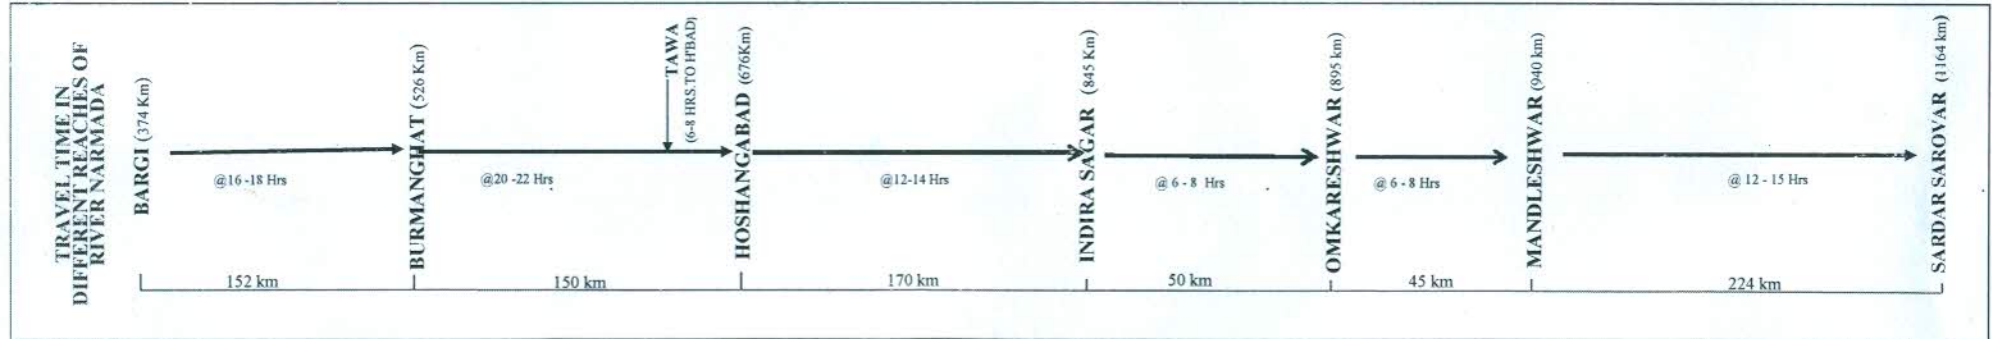 TRAVEL TIME IN
DIFFERENT REACHES OF
RIVER NARMADA
BARGI (374 Km)
@16 -18 Hrs
BURMANGHAT (526 Km)
@20 -22 Hrs
TAWA
(6-8 HRS.TO H'BAD)
HOSHANGABAD (676Km)
@12-14 Hrs
INDIRA SAGAR (845 Km)
@ 6 - 8 Hrs
OMKARESHWAR (895 km)
@ 6 - 8 Hrs
MANDLESHWAR (940 km)
@ 12 - 15 Hrs
SARDAR SAROVAR (1164 km)
152 km
150 km
170 km
50 km
45 km
224 km